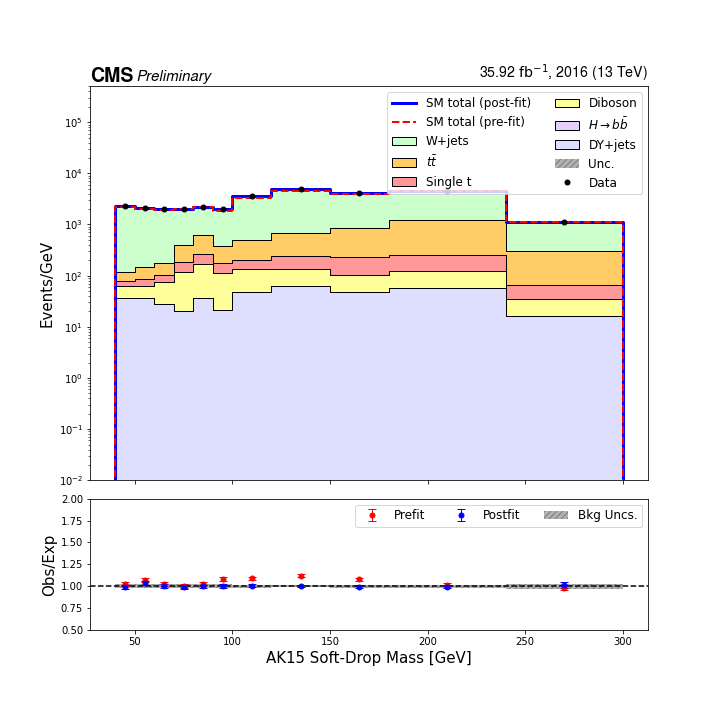 CMS Preliminary
35.92 fb⁻¹, 2016 (13 TeV)
SM total (post-fit)
SM total (pre-fit)
W+jets
tt̄
Single t
Diboson
H→bb̄
DY+jets
Unc.
Data
Events/GeV
10⁵
10⁴
10³
10²
10¹
10⁰
10⁻¹
10⁻²
Prefit
Postfit
Bkg Uncs.
Obs/Exp
2.00
1.75
1.50
1.25
1.00
0.75
0.50
50 100 150 200 250 300
AK15 Soft-Drop Mass [GeV]